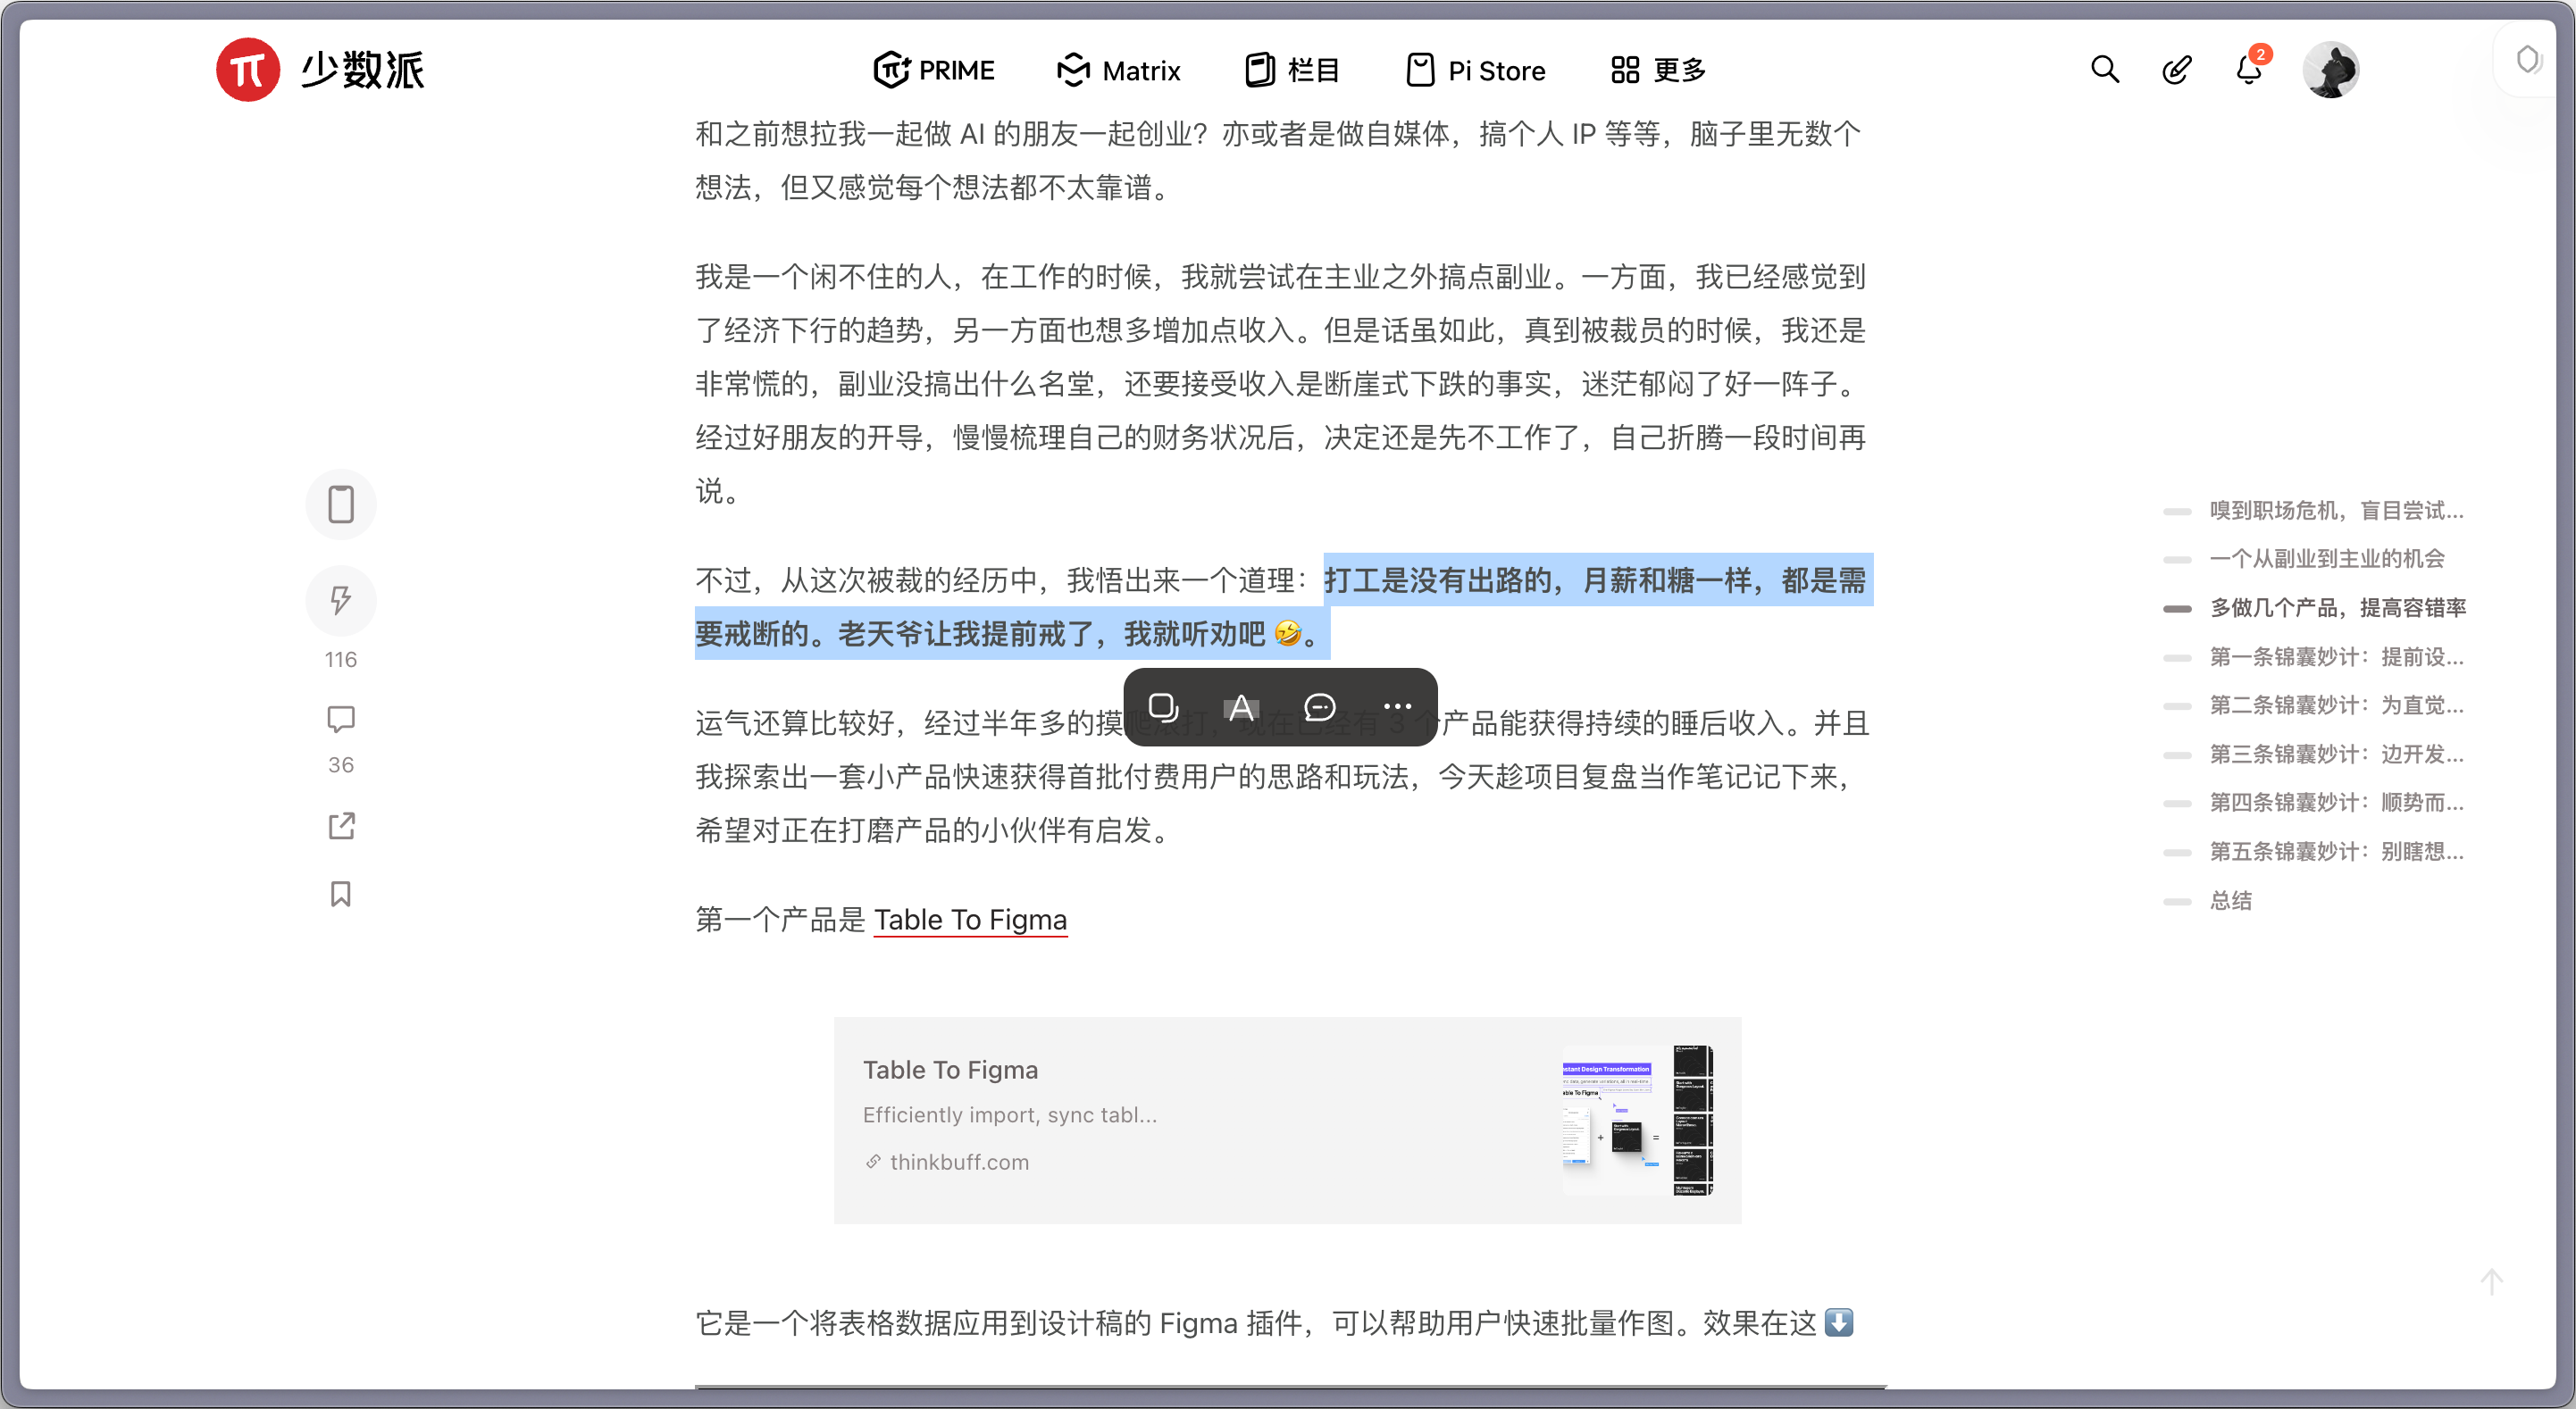 少数派
PRIME
Matrix
栏目
Pi Store
更多
2
和之前想拉我一起做 AI 的朋友一起创业？亦或者是做自媒体，搞个人 IP 等等，脑子里无数个
想法，但又感觉每个想法都不太靠谱。
我是一个闲不住的人，在工作的时候，我就尝试在主业之外搞点副业。一方面，我已经感觉到
了经济下行的趋势，另一方面也想多增加点收入。但是话虽如此，真到被裁员的时候，我还是
非常慌的，副业没搞出什么名堂，还要接受收入是断崖式下跌的事实，迷茫郁闷了好一阵子。
经过好朋友的开导，慢慢梳理自己的财务状况后，决定还是先不工作了，自己折腾一段时间再
说。
不过，从这次被裁的经历中，我悟出来一个道理：打工是没有出路的，月薪和糖一样，都是需
要戒断的。老天爷让我提前戒了，我就听劝吧 🤣。
运气还算比较好，经过半年多的摸爬滚打，现在已经有 3 个产品能获得持续的睡后收入。并且
我探索出一套小产品快速获得首批付费用户的思路和玩法，今天趁项目复盘当作笔记记下来，
希望对正在打磨产品的小伙伴有启发。
第一个产品是 Table To Figma
Table To Figma
Efficiently import, sync tabl...
thinkbuff.com
Instant Design Transformation
Table To Figma
它是一个将表格数据应用到设计稿的 Figma 插件，可以帮助用户快速批量作图。效果在这 ⬇️
116
36
嗅到职场危机，盲目尝试...
一个从副业到主业的机会
多做几个产品，提高容错率
第一条锦囊妙计：提前设...
第二条锦囊妙计：为直觉...
第三条锦囊妙计：边开发...
第四条锦囊妙计：顺势而...
第五条锦囊妙计：别瞎想...
总结